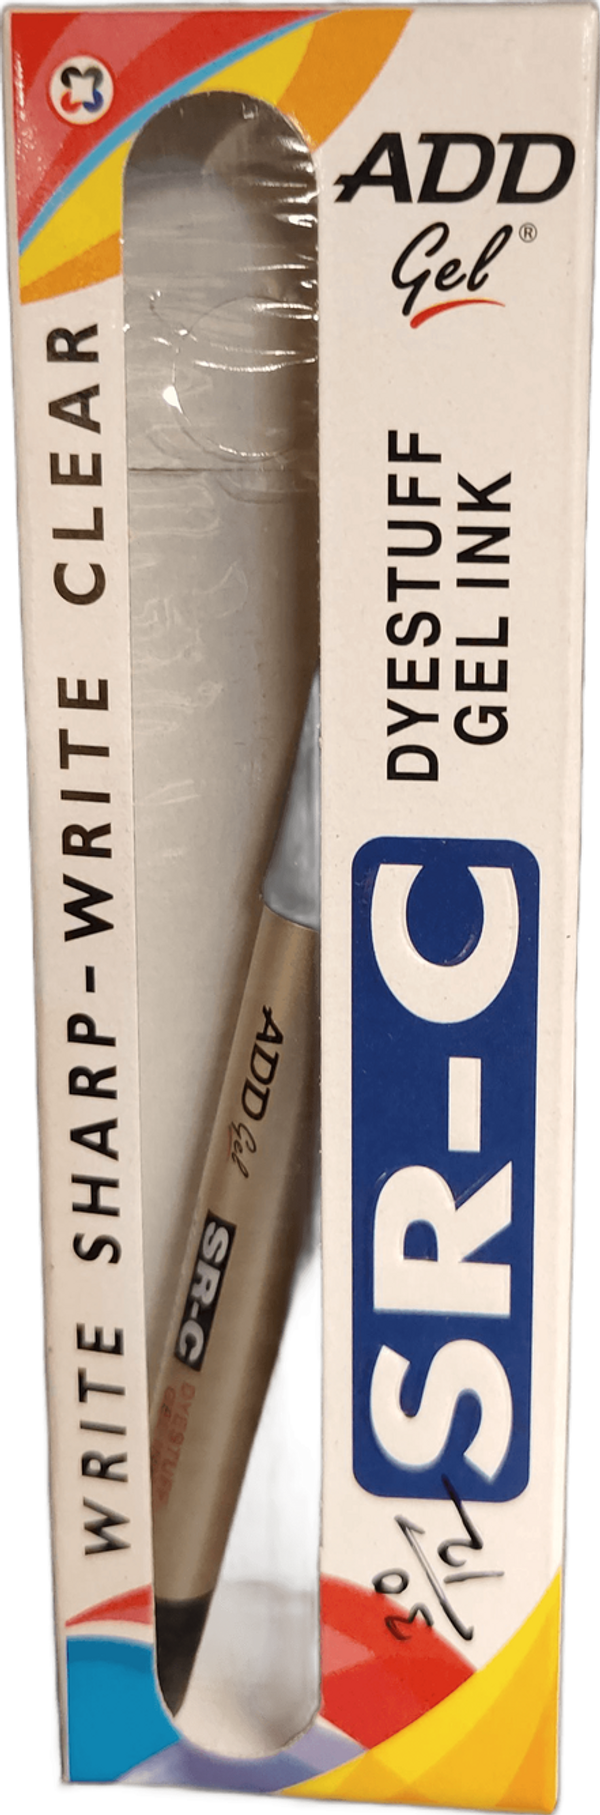 ADD
Gel®
DYESTUFF
GEL INK
SR-C
30/12
WRITE SHARP-WRITE CLEAR
ADD Gel
SR-C
DYESTUFF